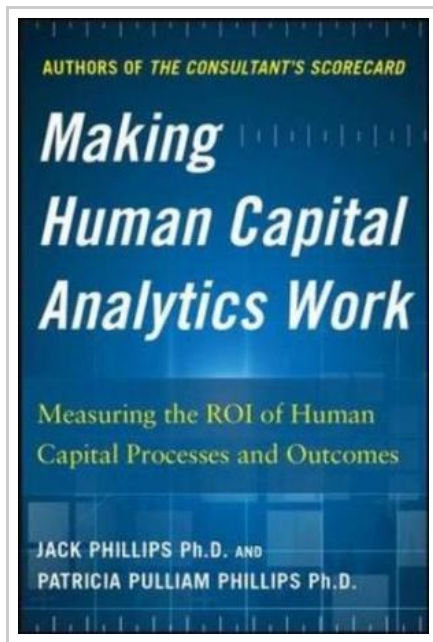 AUTHORS OF THE CONSULTANT'S SCORECARD
Making
Human Capital
Analytics Work
Measuring the ROI of Human
Capital Processes and Outcomes
JACK PHILLIPS Ph.D. AND
PATRICIA PULLIAM PHILLIPS Ph.D.